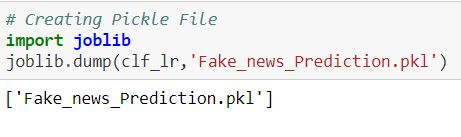 # Creating Pickle File
import joblib
joblib.dump(clf_lr,'Fake_news_Prediction.pkl')
['Fake_news_Prediction.pkl']